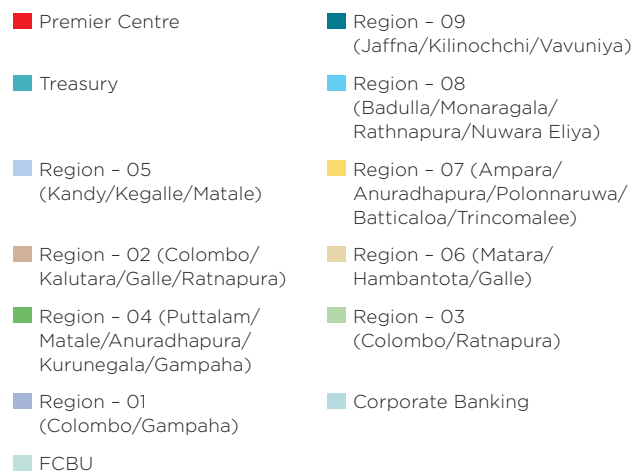 Premier Centre
Treasury
Region – 05
(Kandy/Kegalle/Matale)
Region – 02 (Colombo/
Kalutara/Galle/Ratnapura)
Region – 04 (Puttalam/
Matale/Anuradhapura/
Kurunegala/Gampaha)
Region – 01
(Colombo/Gampaha)
FCBU
Region – 09
(Jaffna/Kilinochchi/Vavuniya)
Region – 08
(Badulla/Monaragala/
Rathnapura/Nuwara Eliya)
Region – 07 (Ampara/
Anuradhapura/Polonnaruwa/
Batticaloa/Trincomalee)
Region – 06 (Matara/
Hambantota/Galle)
Region – 03
(Colombo/Ratnapura)
Corporate Banking